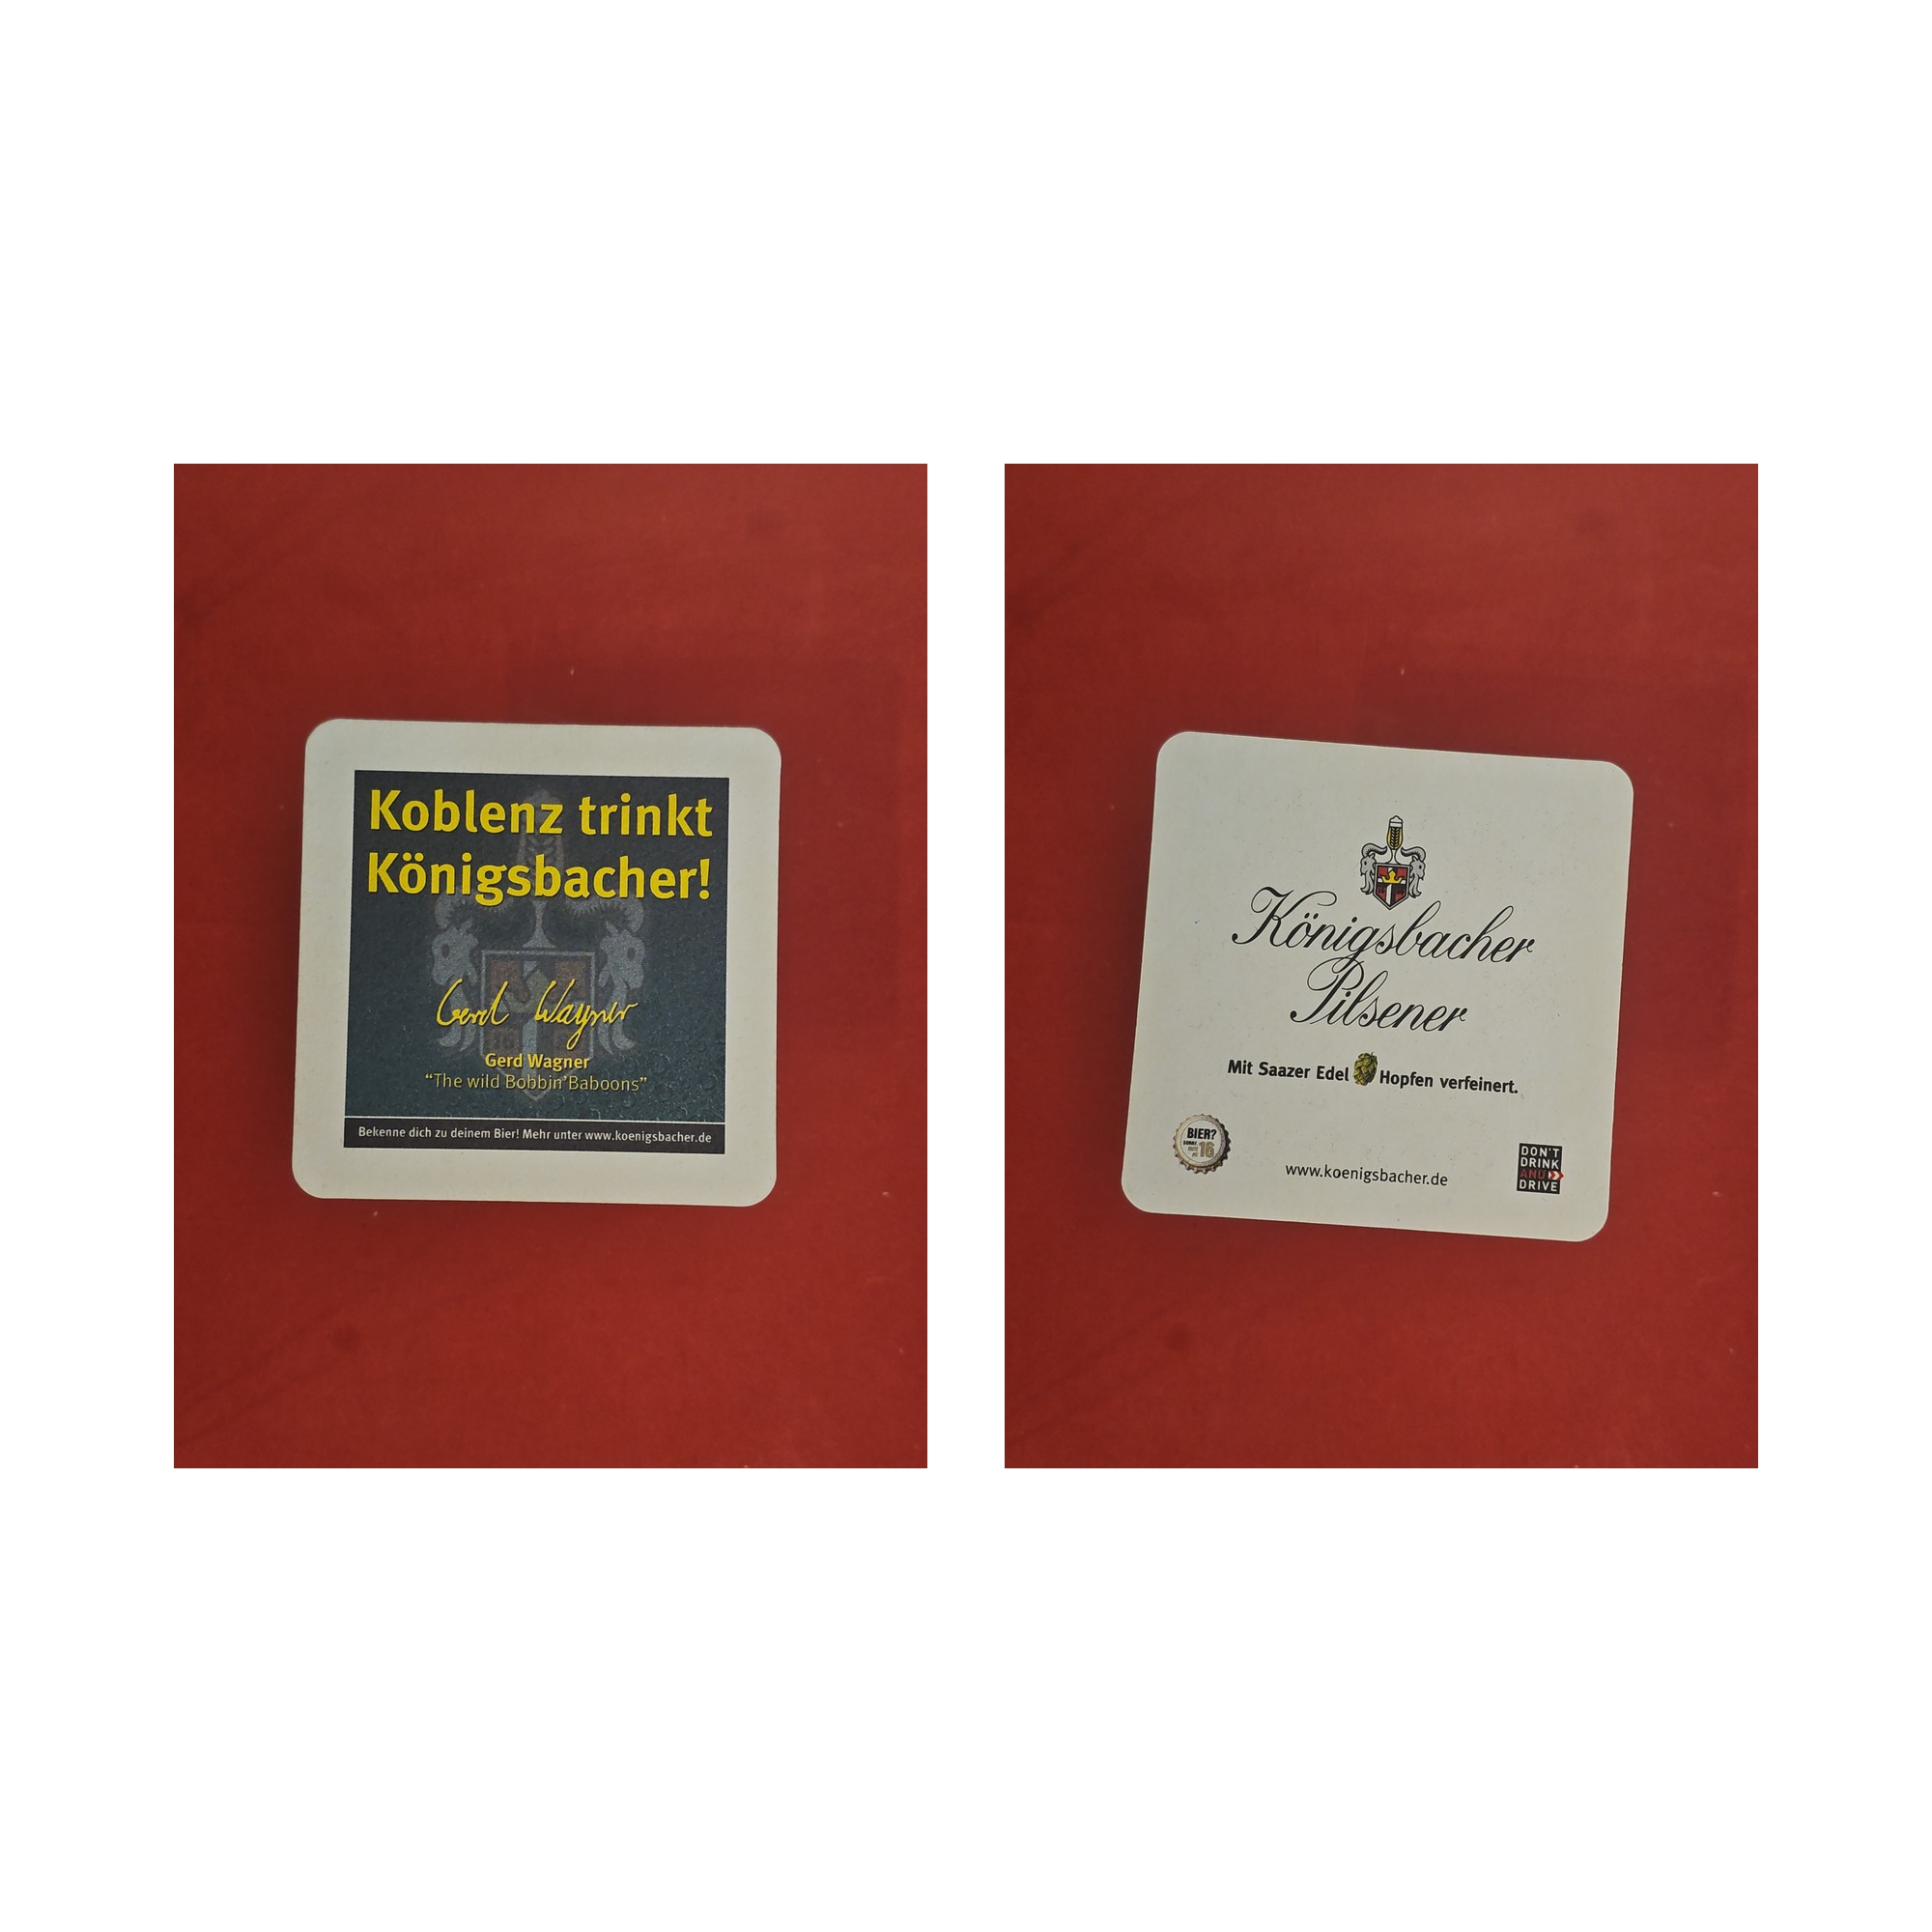 Koblenz trinkt
Königsbacher!
Gerd Wagner
Gerd Wagner
“The wild Bobbin’Baboons”
Bekenne dich zu deinem Bier! Mehr unter www.koenigsbacher.de
Königsbacher
Pilsener
Mit Saazer Edel Hopfen verfeinert.
BIER?
16
www.koenigsbacher.de
DON'T
DRINK
AND
DRIVE